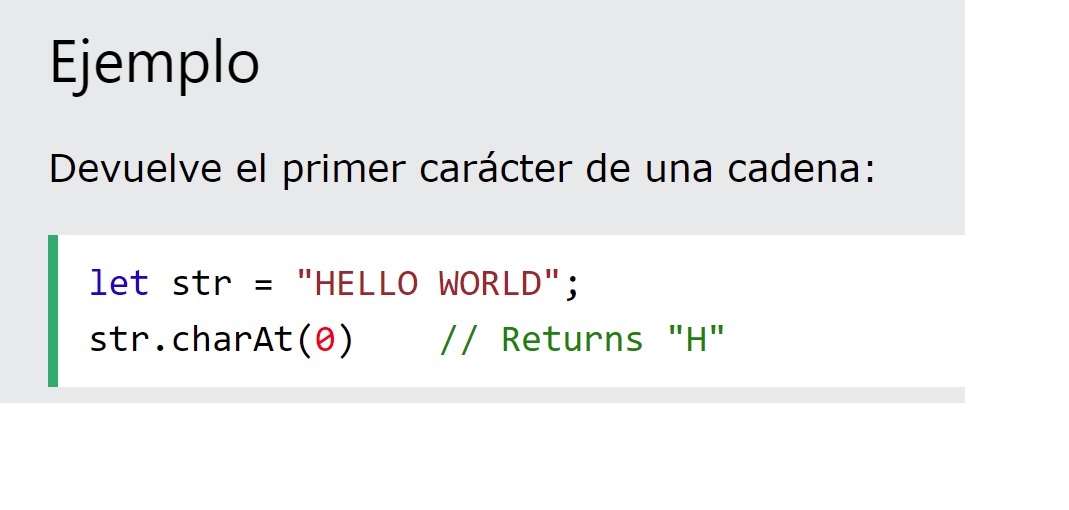 Ejemplo
Devuelve el primer carácter de una cadena:
let str = "HELLO WORLD";
str.charAt(0)    // Returns "H"